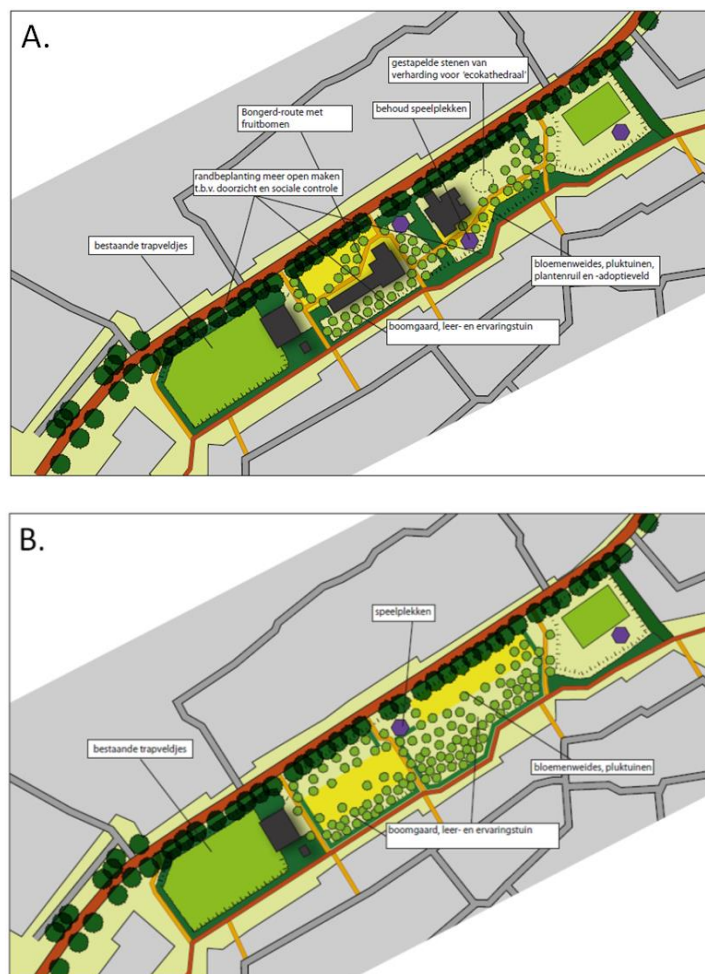 A.
gestapelde stenen van
verharding voor 'ecokathedraal'
Bongerd-route met
fruitbomen
behoud speelplekken
randbeplanting meer open maken
t.b.v. doorzicht en sociale controle
bestaande trapveldjes
bloemenweides, pluktuinen,
plantenruil en -adoptieveld
boomgaard, leer- en ervaringstuin
B.
speelplekken
bestaande trapveldjes
bloemenweides, pluktuinen
boomgaard, leer- en ervaringstuin